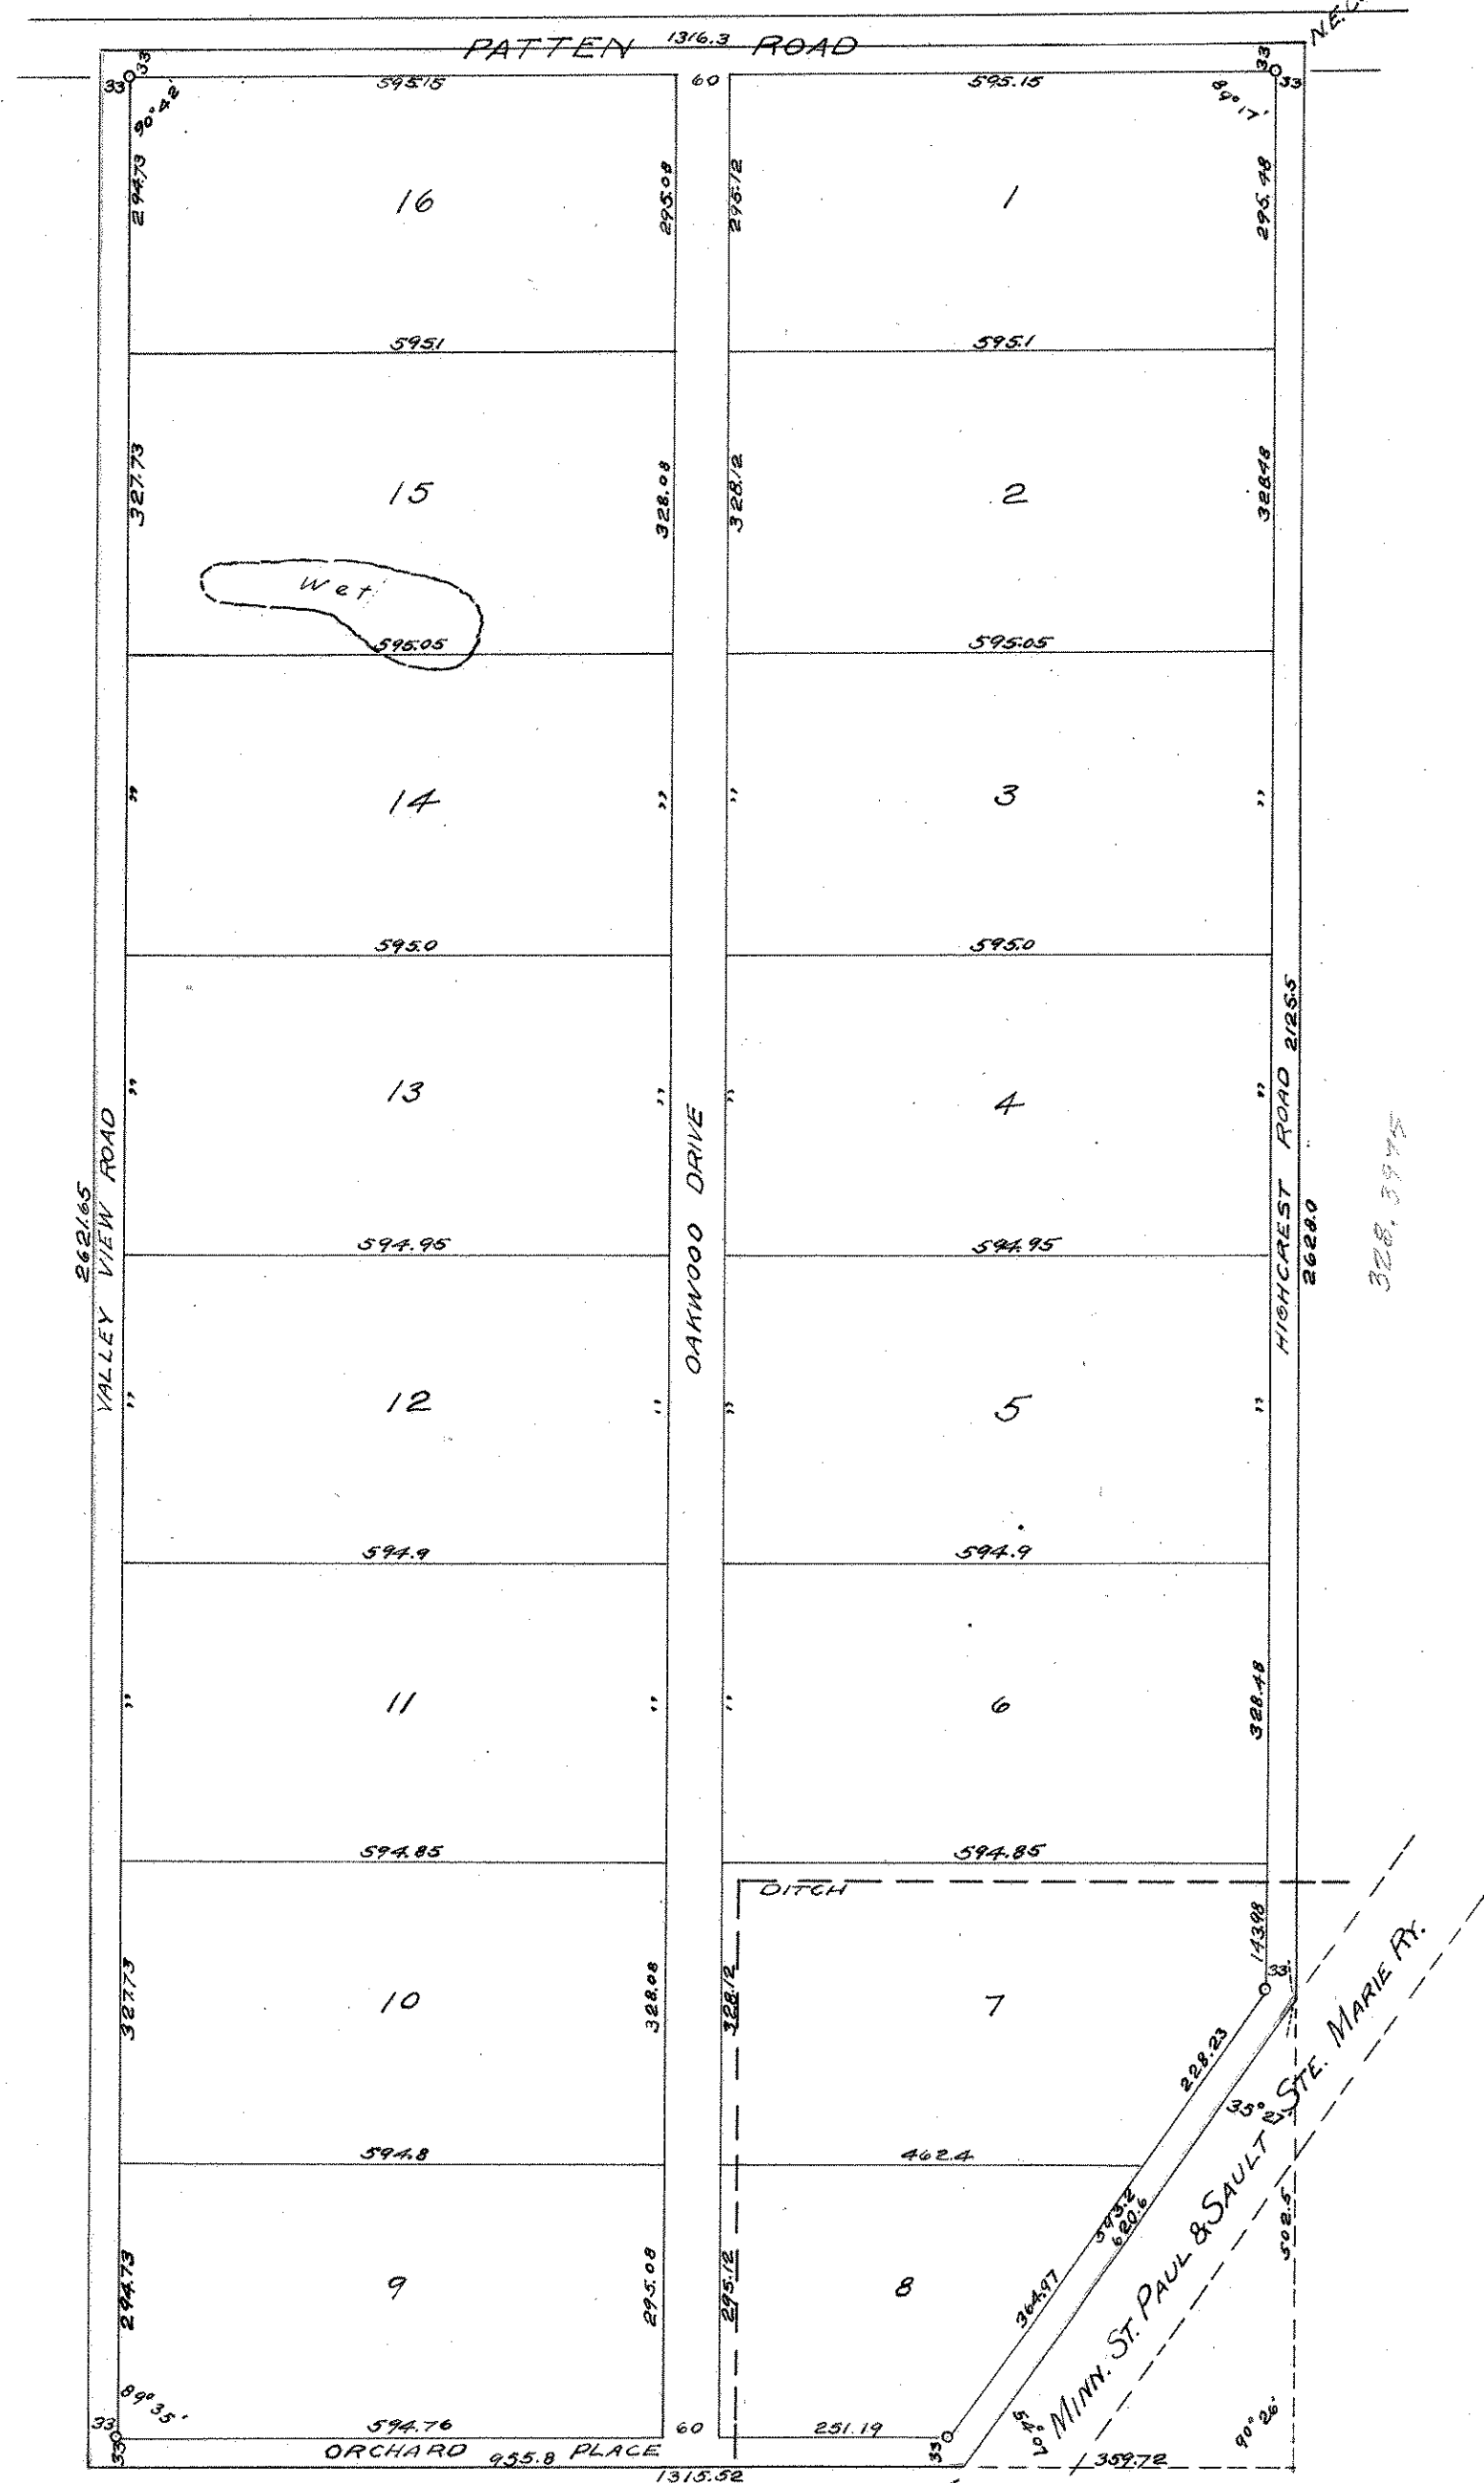 N.E.C
PATTEN 1316.3 ROAD
33 33 595.15 60 595.15 33 33
90°42' 89°17'
294.73 16 295.08 295.12 1 295.48
595.1 595.1
327.73 15 328.08 328.12 2 328.48
Wet
595.05 595.05
" 14 " " 3 "
595.0 595.0
" 13 " " 4 "
2621.65 VALLEY VIEW ROAD
OAKWOOD DRIVE
HIGHCREST ROAD 2125.5
2628.0
328.3975
594.95 594.95
" 12 " " 5 "
594.9 594.9
" 11 " " 6 328.48
594.85 594.85
DITCH
143.98
33
327.73 10 328.08 328.12 7
228.23
35°27'
MINN. ST. PAUL & SAULT STE. MARIE RY.
594.8 462.4
593.2
620.6
502.5
294.73 9 295.08 295.12 8
364.97
89°35' 54°07' 90°26'
33 594.76 60 251.19
33 ORCHARD 955.8 PLACE 33 359.72
1315.52